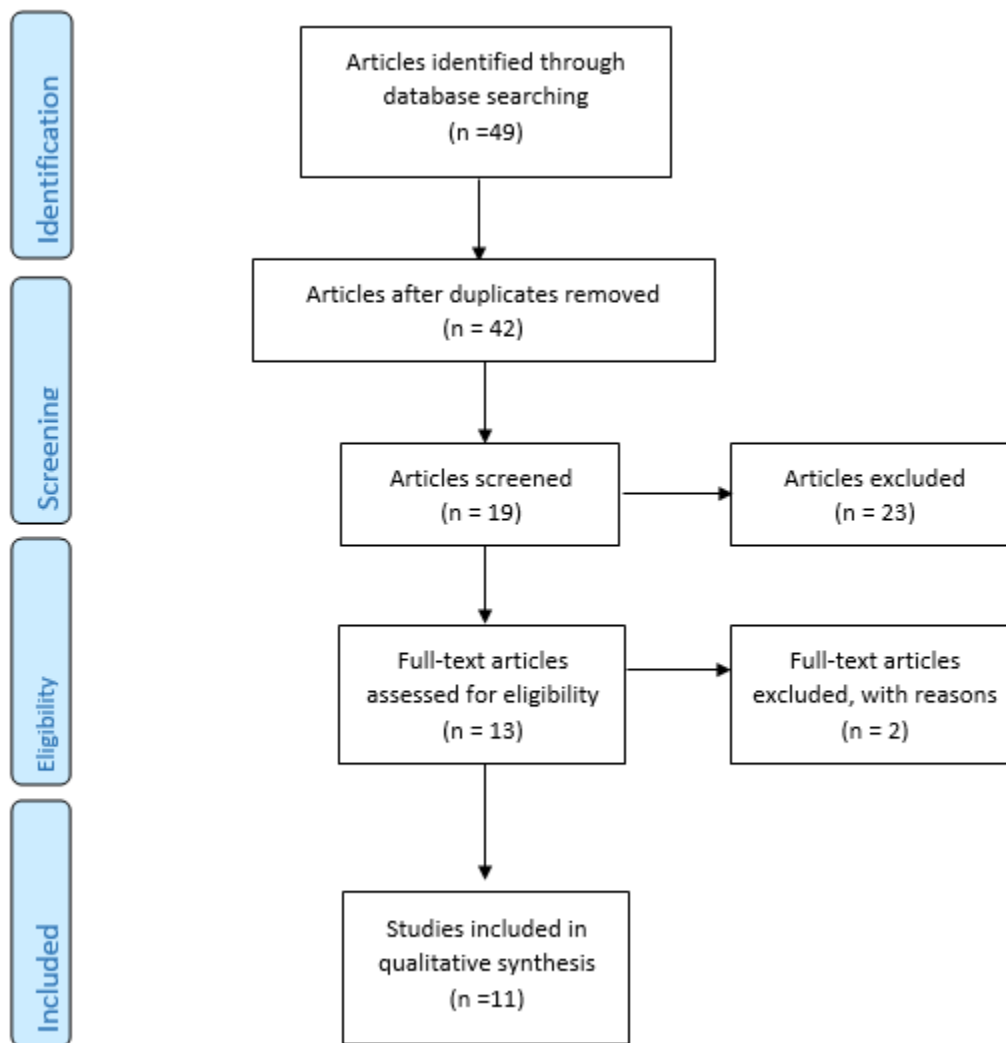 Identification
Articles identified through
database searching
(n =49)
Articles after duplicates removed
(n = 42)
Screening
Articles screened
(n = 19)
Articles excluded
(n = 23)
Eligibility
Full-text articles
assessed for eligibility
(n = 13)
Full-text articles
excluded, with reasons
(n = 2)
Included
Studies included in
qualitative synthesis
(n =11)